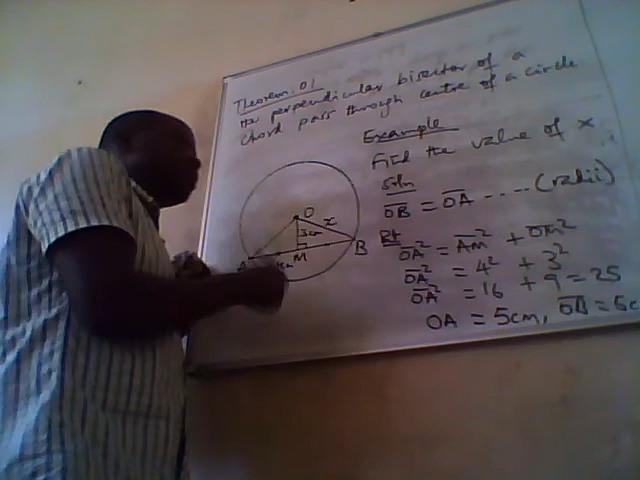 Theorem. 01
the perpendicular bisector of a
chord pass through centre of a circle
Example
Find the value of x
Soln
OB = OA ---- (radii)
But
OA² = AM² + OM²
OA² = 4² + 3²
OA² = 16 + 9 = 25
OA = 5cm, OB = 5c
O
x
3cm
A
M
B